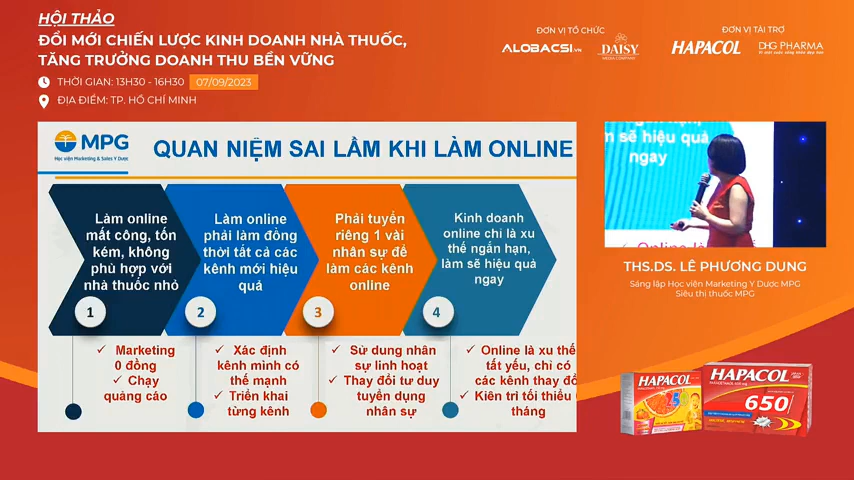 HỘI THẢO
ĐỔI MỚI CHIẾN LƯỢC KINH DOANH NHÀ THUỐC,
TĂNG TRƯỞNG DOANH THU BỀN VỮNG
THỜI GIAN: 13H30 - 16H30 07/09/2023
ĐỊA ĐIỂM: TP. HỒ CHÍ MINH
ĐƠN VỊ TỔ CHỨC
ALOBACSI.VN
DAISY
MEDIA COMPANY
ĐƠN VỊ TÀI TRỢ
HAPACOL
DHG PHARMA
MPG
Học viện Marketing & Sales Y Dược
QUAN NIỆM SAI LẦM KHI LÀM ONLINE
Làm online
mất công, tốn
kém, không
phù hợp với
nhà thuốc nhỏ
1
Làm online
phải làm đồng
thời tất cả các
kênh mới hiệu
quả
2
Phải tuyển
riêng 1 vài
nhân sự để
làm các kênh
online
3
Kinh doanh
online chỉ là xu
thế ngắn hạn,
làm sẽ hiệu quả
ngay
4
✓ Marketing
0 đồng
✓ Chạy
quảng cáo
✓ Xác định
kênh mình có
thế mạnh
✓ Triển khai
từng kênh
✓ Sử dụng nhân
sự linh hoạt
✓ Thay đổi tư duy
tuyển dụng
nhân sự
✓ Online là xu thế
tất yếu, chỉ có
các kênh thay đổ
✓ Kiên trì tối thiểu
tháng
m sẽ hiệu quả
ngay
✓ Online là
THS.DS. LÊ PHƯƠNG DUNG
Sáng lập Học viện Marketing Y Dược MPG
Siêu thị thuốc MPG
HAPACOL
HAPACOL
650